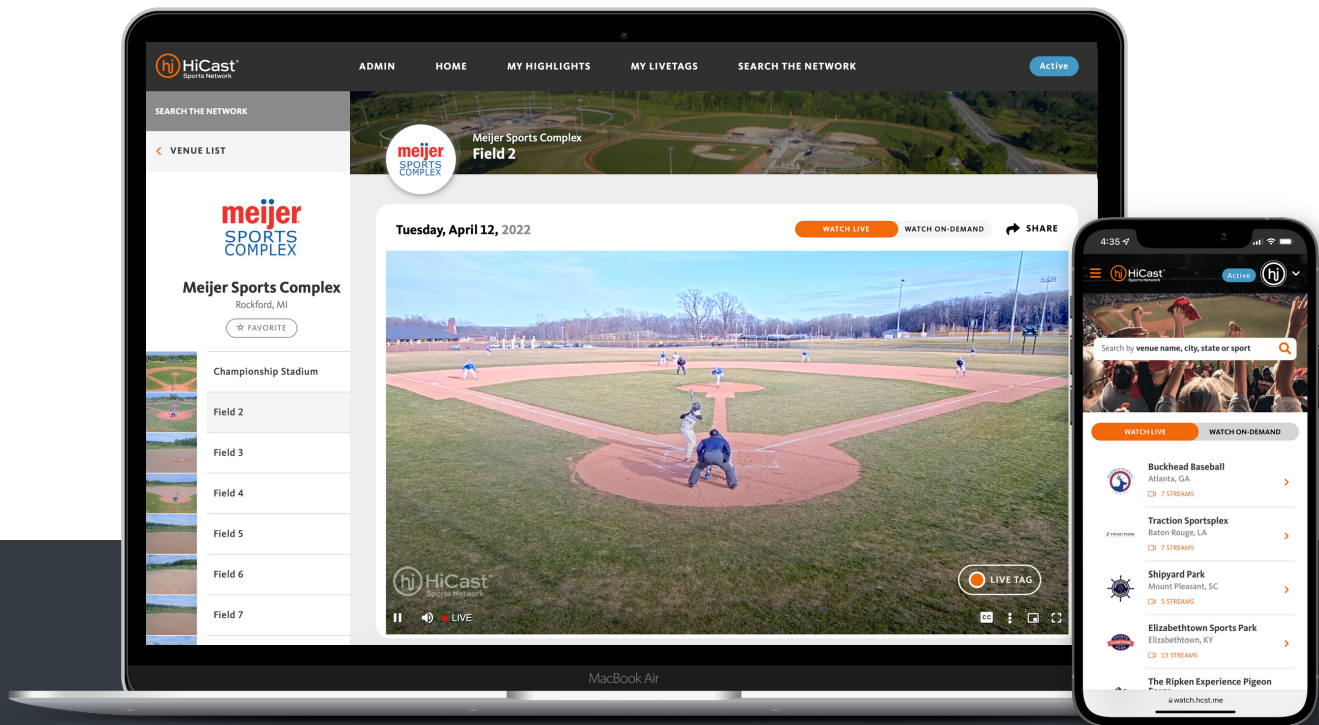 hj HiCast®
Sports Network
ADMIN HOME MY HIGHLIGHTS MY LIVETAGS SEARCH THE NETWORK Active
SEARCH THE NETWORK
VENUE LIST
meijer
SPORTS
COMPLEX
Meijer Sports Complex
Rockford, MI
FAVORITE
Championship Stadium
Field 2
Field 3
Field 4
Field 5
Field 6
Field 7
meijer
SPORTS
COMPLEX
Meijer Sports Complex
Field 2
Tuesday, April 12, 2022
WATCH LIVE WATCH ON-DEMAND SHARE
hj HiCast
Sports Network
LIVE TAG
LIVE
CC
MacBook Air
4:35
hj HiCast®
Sports Network
Active hj
Search by venue name, city, state or sport
WATCH LIVE WATCH ON-DEMAND
Buckhead Baseball
Atlanta, GA
7 STREAMS
TRACTION
Traction Sportsplex
Baton Rouge, LA
7 STREAMS
Shipyard Park
Mount Pleasant, SC
5 STREAMS
Elizabethtown Sports Park
Elizabethtown, KY
13 STREAMS
The Ripken Experience Pigeon
watch.hcst.me